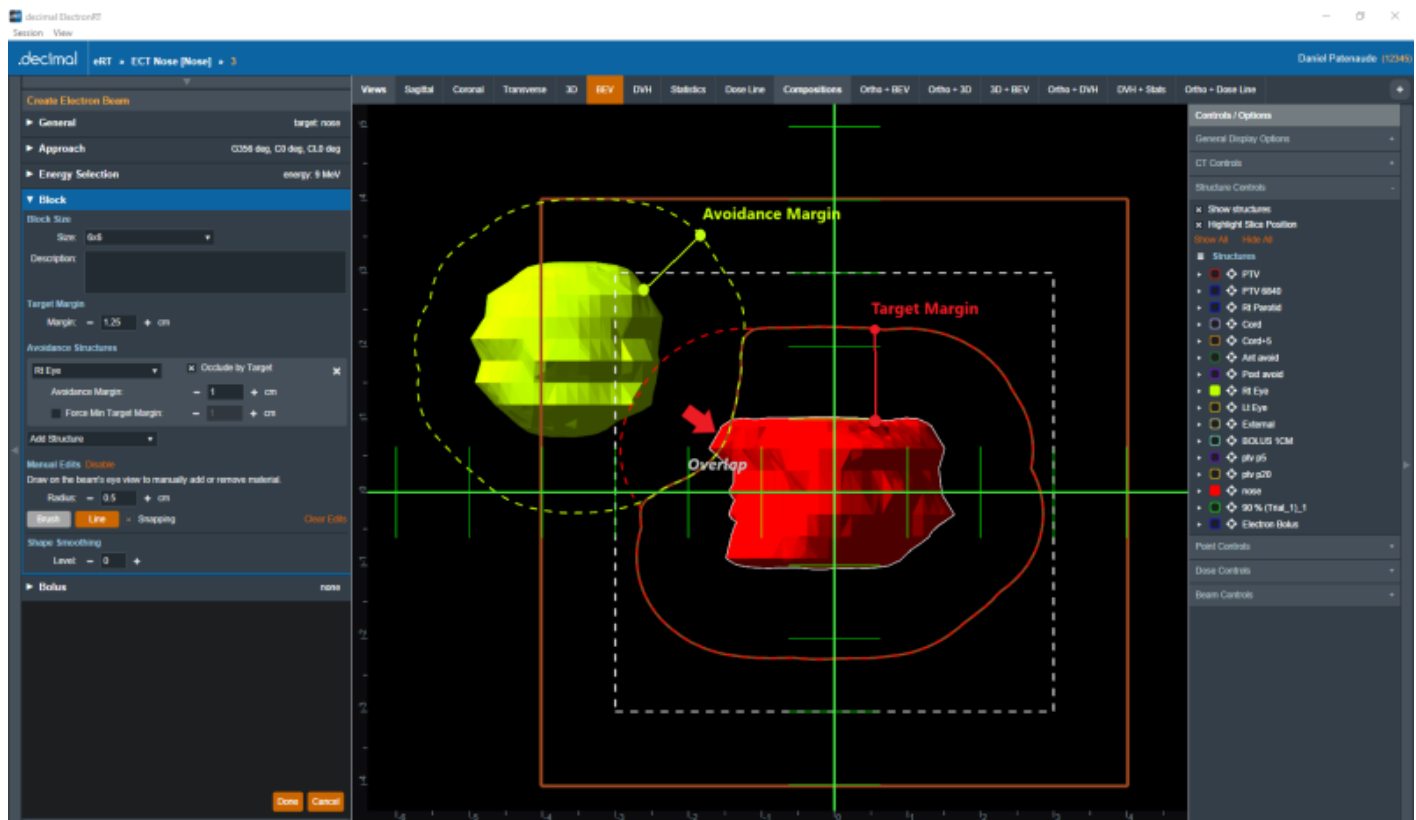 decimal ElectronRT
Session View
.decimal eRT » ECT Nose [Nose] » 3
Daniel Patenaude (12345)
Create Electron Beam
General target: nose
Approach G356 deg, C0 deg, CL0 deg
Energy Selection energy: 9 MeV
Block
Block Size
Size: 6x6
Description:
Target Margin
Margin: − 1.25 + cm
Avoidance Structures
Rt Eye Occlude by Target
Avoidance Margin: − 1 + cm
Force Min Target Margin: − 1 + cm
Add Structure
Manual Edits Disable
Draw on the beam's eye view to manually add or remove material.
Radius: − 0.5 + cm
Brush Line Snapping Clear Edits
Shape Smoothing
Level: − 0 +
Bolus none
Done Cancel
Views Sagittal Coronal Transverse 3D BEV DVH Statistics Dose Line Compositions Ortho + BEV Ortho + 3D 3D + BEV Ortho + DVH DVH + Stats Ortho + Dose Line +
Avoidance Margin
Target Margin
Overlap
Controls / Options
General Display Options +
CT Controls +
Structure Controls -
Show structures
Highlight Slice Position
Show All Hide All
Structures
PTV
PTV 6840
Rt Parotid
Cord
Cord+5
Ant avoid
Post avoid
Rt Eye
Lt Eye
External
BOLUS 1CM
ptv p5
ptv p20
nose
90 % (Trial_1)_1
Electron Bolus
Point Controls +
Dose Controls +
Beam Controls +